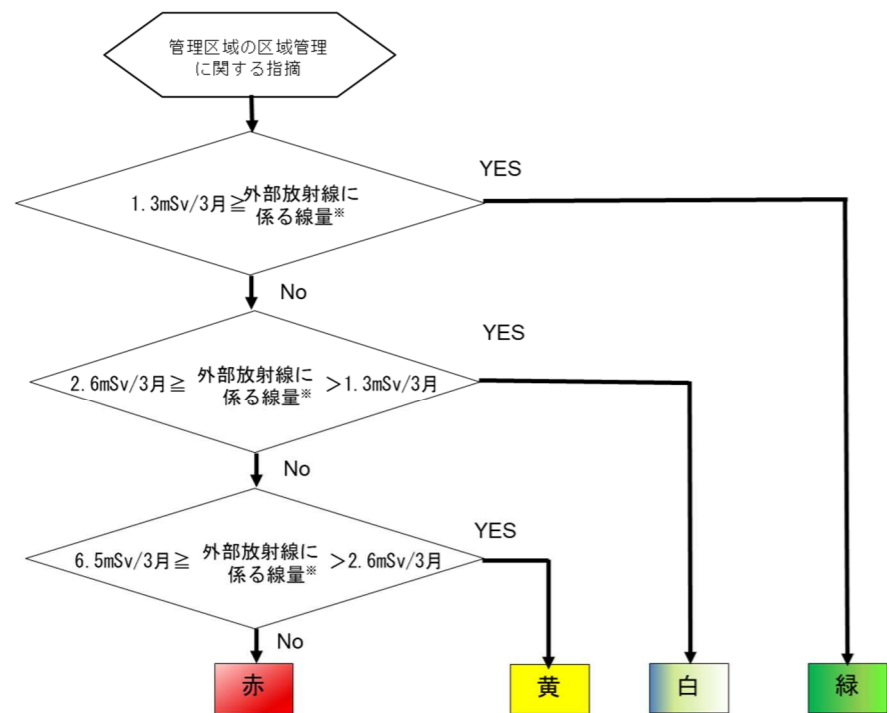 管理区域の区域管理
に関する指摘
YES
1.3mSv/3月≧外部放射線に
係る線量※
No
YES
2.6mSv/3月≧ 外部放射線に
係る線量※ ＞1.3mSv/3月
No
YES
6.5mSv/3月≧ 外部放射線に
係る線量※ ＞2.6mSv/3月
No
赤 黄 白 緑